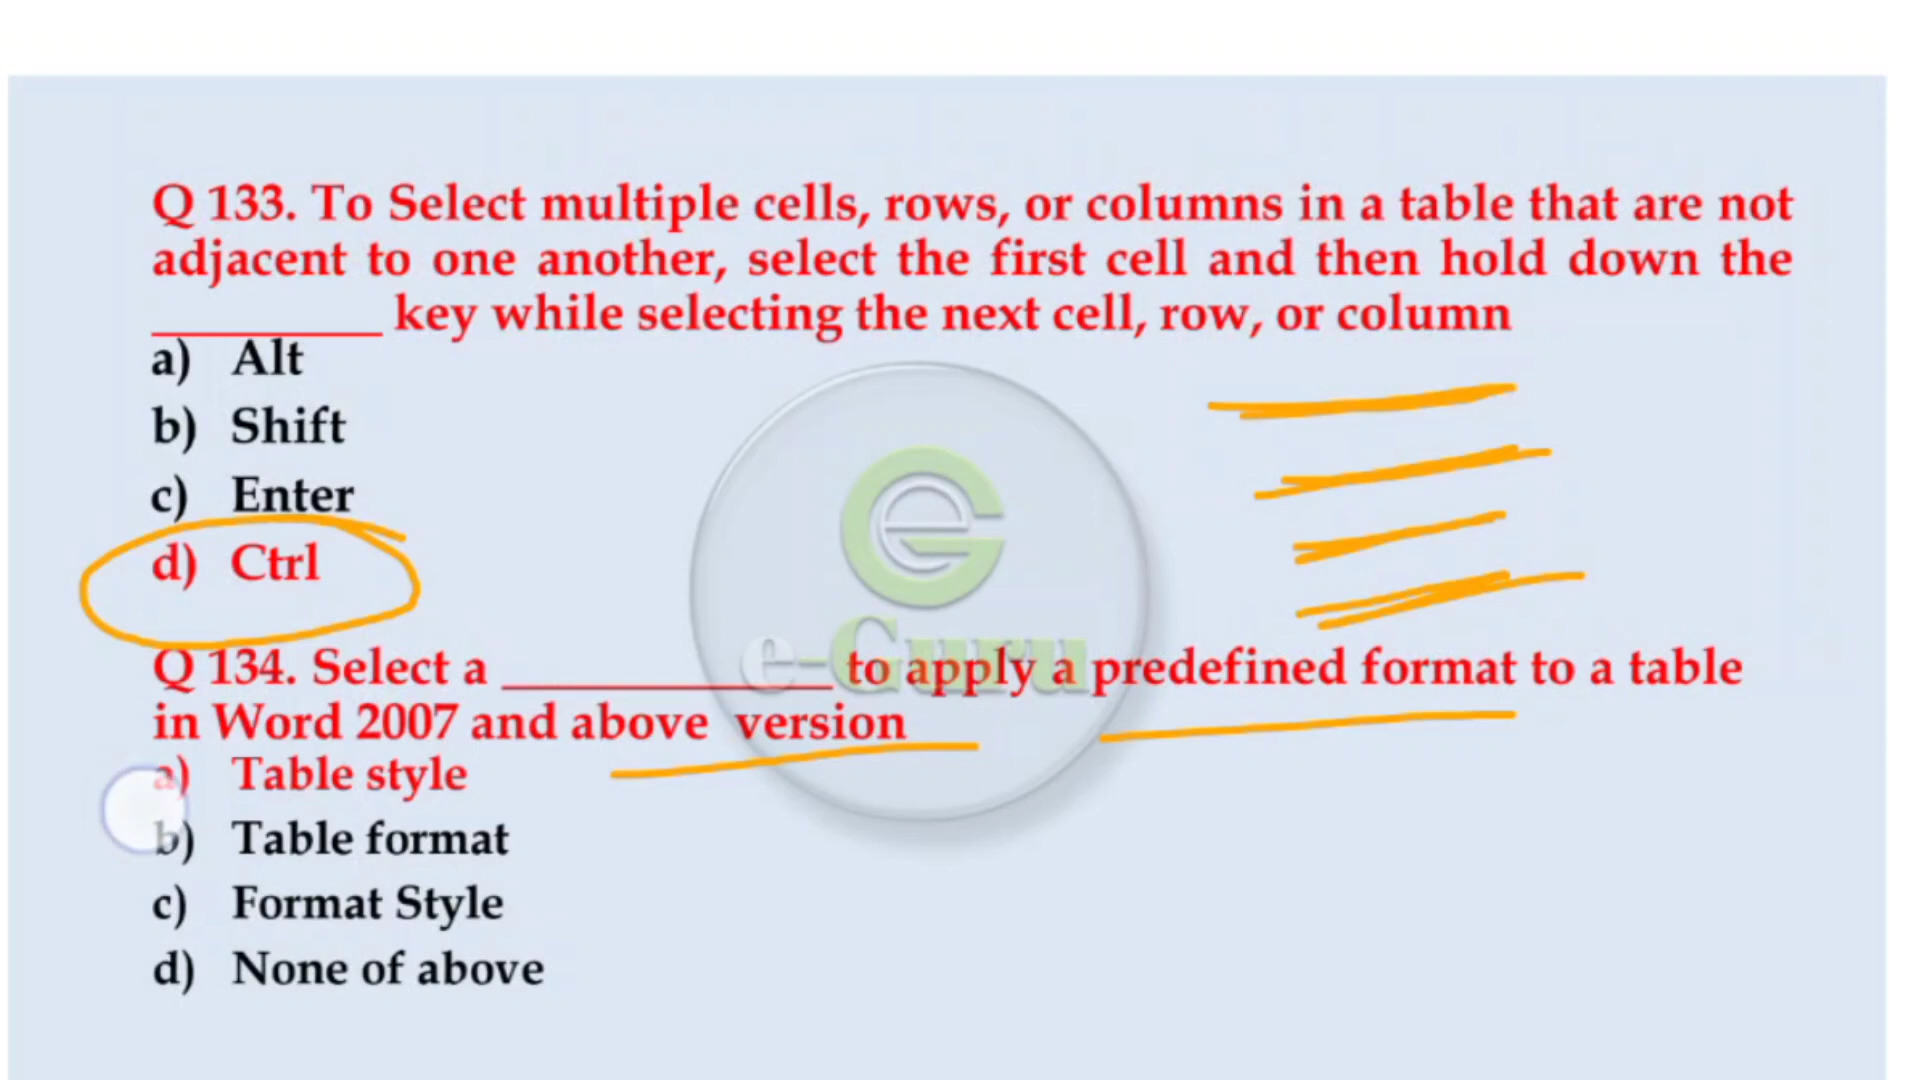 Q 133. To Select multiple cells, rows, or columns in a table that are not
adjacent to one another, select the first cell and then hold down the
__________ key while selecting the next cell, row, or column
a) Alt
b) Shift
c) Enter
d) Ctrl
e-Guru
Q 134. Select a ______________ to apply a predefined format to a table
in Word 2007 and above version
a) Table style
b) Table format
c) Format Style
d) None of above